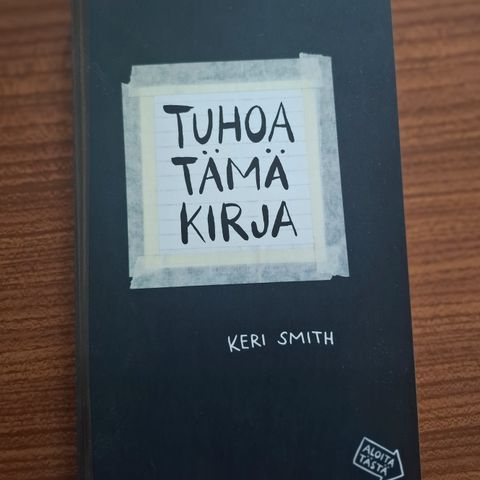 TUHOA
TÄMÄ
KIRJA
KERI SMITH
ALOITA
TÄSTÄ